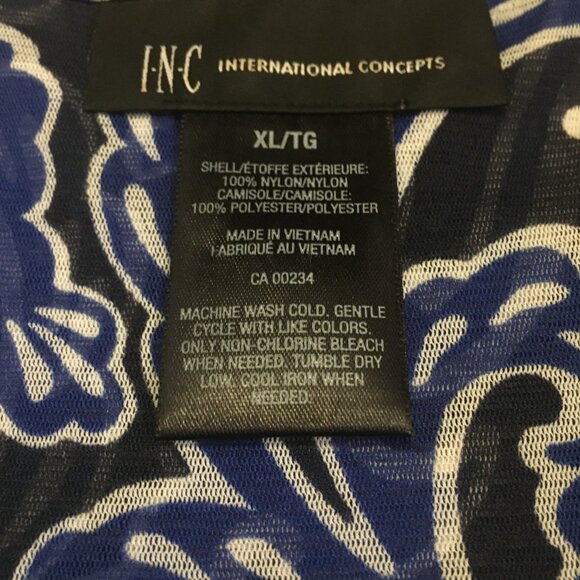 I·N·C INTERNATIONAL CONCEPTS
XL/TG
SHELL/ÉTOFFE EXTÉRIEURE:
100% NYLON/NYLON
CAMISOLE/CAMISOLE:
100% POLYESTER/POLYESTER
MADE IN VIETNAM
FABRIQUÉ AU VIETNAM
CA 00234
MACHINE WASH COLD. GENTLE
CYCLE WITH LIKE COLORS.
ONLY NON-CHLORINE BLEACH
WHEN NEEDED. TUMBLE DRY
LOW. COOL IRON WHEN
NEEDED.